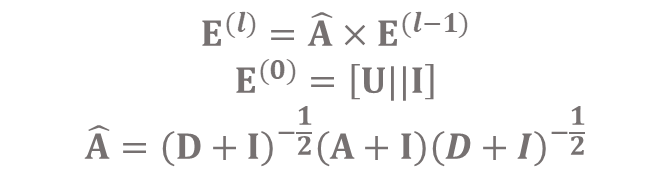 E^(l) = Â × E^(l−1)
E^(0) = [U||I]
Â = (D + I)^−1/2 (A + I)(D + I)^−1/2